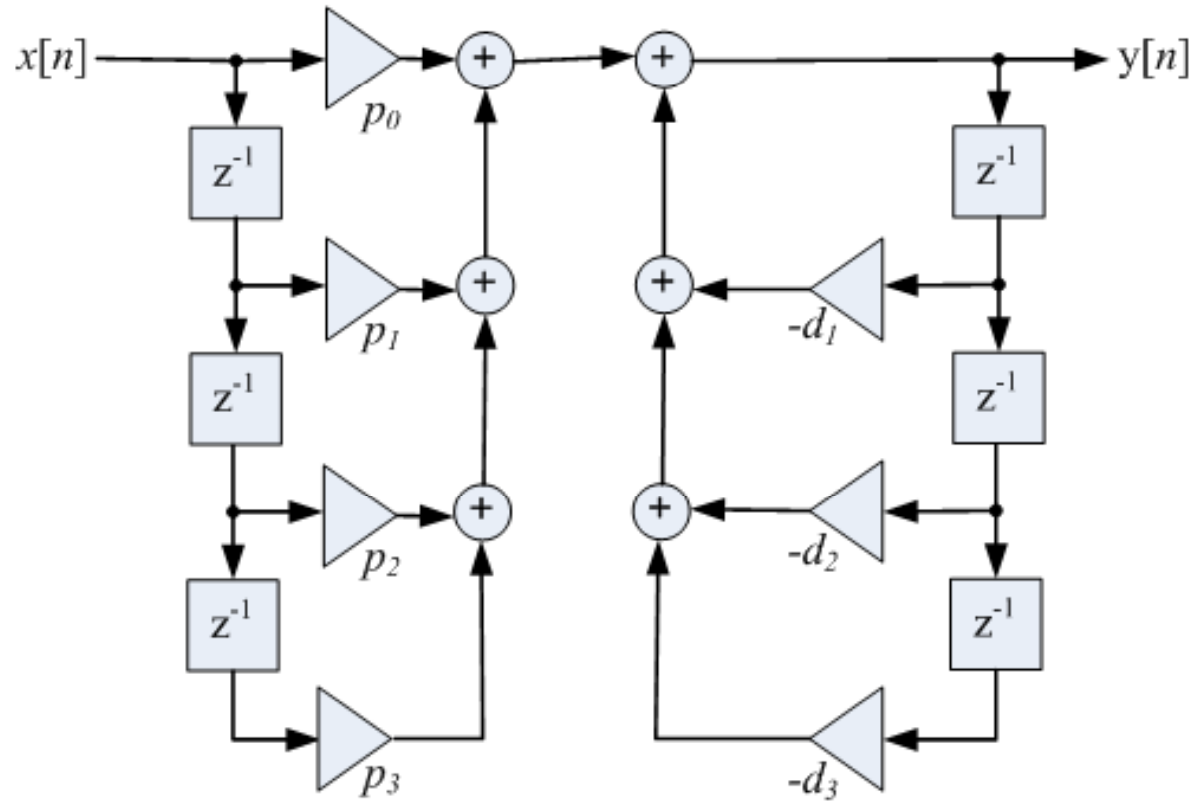 x[n] + + y[n]
p₀
z⁻¹ z⁻¹
+ +
p₁ -d₁
z⁻¹ z⁻¹
+ +
p₂ -d₂
z⁻¹ z⁻¹
p₃ -d₃